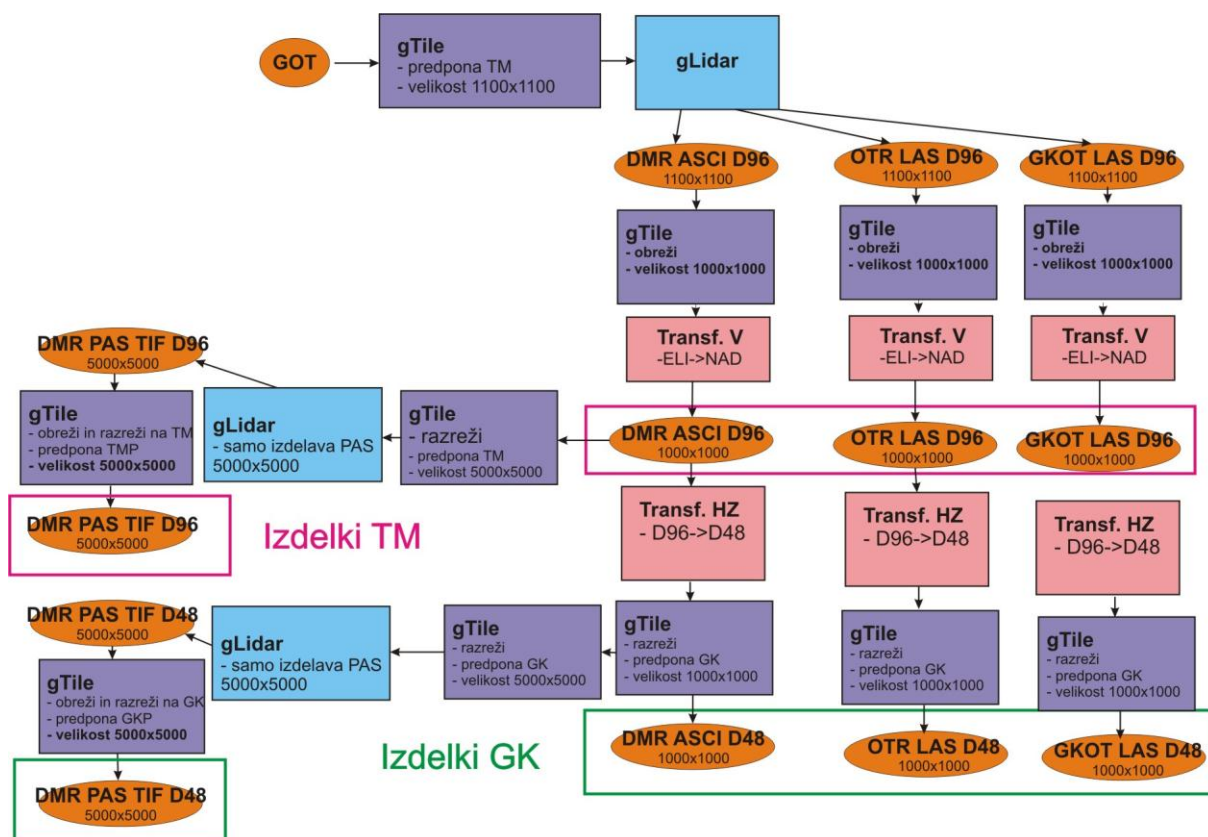 GOT
gTile
- predpona TM
- velikost 1100x1100
gLidar
DMR ASCI D96
1100x1100
OTR LAS D96
1100x1100
GKOT LAS D96
1100x1100
gTile
- obreži
- velikost 1000x1000
gTile
- obreži
- velikost 1000x1000
gTile
- obreži
- velikost 1000x1000
Transf. V
-ELI->NAD
Transf. V
-ELI->NAD
Transf. V
-ELI->NAD
DMR PAS TIF D96
5000x5000
gTile
- obreži in razreži na TM
- predpona TMP
- velikost 5000x5000
gLidar
- samo izdelava PAS
5000x5000
gTile
- razreži
- predpona TM
- velikost 5000x5000
DMR ASCI D96
1000x1000
OTR LAS D96
1000x1000
GKOT LAS D96
1000x1000
DMR PAS TIF D96
5000x5000
Izdelki TM
Transf. HZ
- D96->D48
Transf. HZ
- D96->D48
Transf. HZ
- D96->D48
DMR PAS TIF D48
5000x5000
gLidar
- samo izdelava PAS
5000x5000
gTile
- razreži
- predpona GK
- velikost 5000x5000
gTile
- razreži
- predpona GK
- velikost 1000x1000
gTile
- razreži
- predpona GK
- velikost 1000x1000
gTile
- razreži
- predpona GK
- velikost 1000x1000
gTile
- obreži in razreži na GK
- predpona GKP
- velikost 5000x5000
Izdelki GK
DMR ASCI D48
1000x1000
OTR LAS D48
1000x1000
GKOT LAS D48
1000x1000
DMR PAS TIF D48
5000x5000